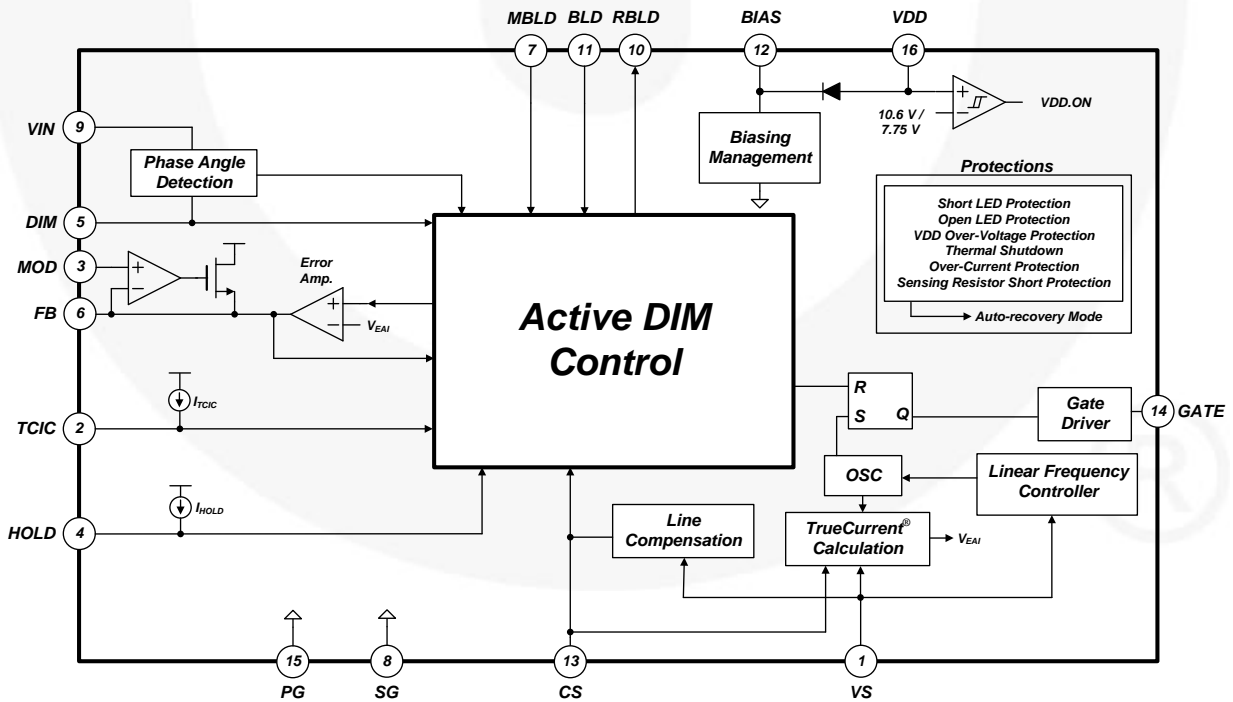 MBLD
BLD
RBLD
BIAS
VDD
7
11
10
12
16
VIN
9
Phase Angle
Detection
DIM
5
MOD
3
FB
6
+
−
Error
Amp.
+
−
VEAI
Active DIM
Control
10.6 V /
7.75 V
+
−
VDD.ON
Biasing
Management
Protections
Short LED Protection
Open LED Protection
VDD Over-Voltage Protection
Thermal Shutdown
Over-Current Protection
Sensing Resistor Short Protection
Auto-recovery Mode
TCIC
2
ITCIC
HOLD
4
IHOLD
R
S
Q
Gate
Driver
14
GATE
OSC
Linear Frequency
Controller
Line
Compensation
TrueCurrent®
Calculation
VEAI
15
8
13
1
PG
SG
CS
VS
®